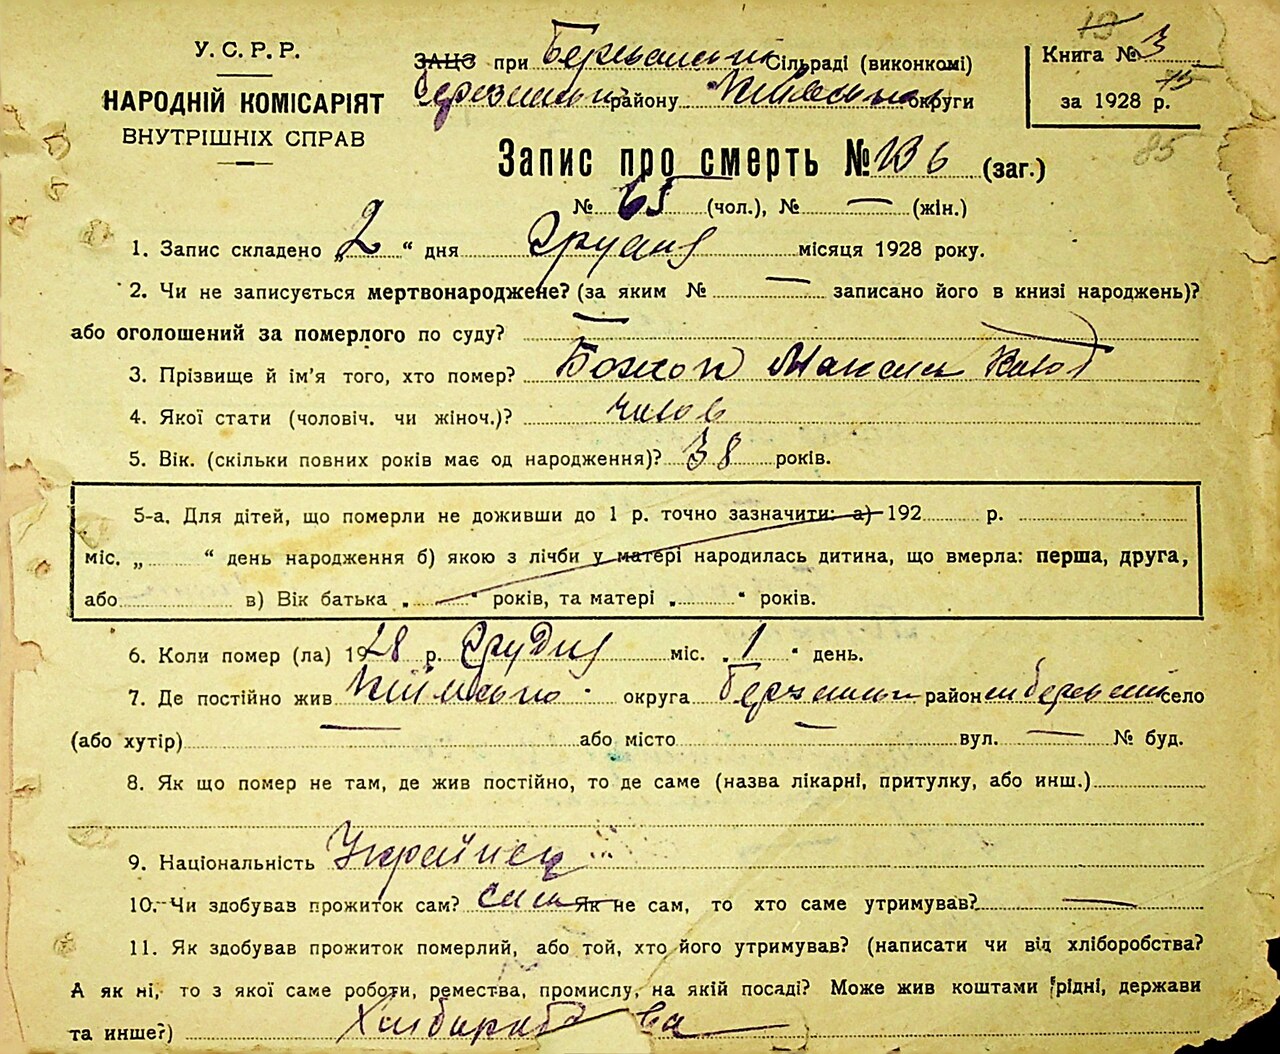 У. С. Р. Р.
НАРОДНІЙ КОМІСАРІЯТ
ВНУТРІШНІХ СПРАВ
ЗАЦС при Сільраді (виконкомі)
району округи
Книга № 3
за 1928 р.
75
85
Запис про смерть № 136 (заг.)
№ 65 (чол.), № — (жін.)
1. Запис складено „2“ дня Грудня місяця 1928 року.
2. Чи не записується мертвонароджене? (за яким № — записано його в книзі народжень)?
або оголошений за померлого по суду? —
3. Прізвище й ім'я того, хто помер? Божок Максим
4. Якої стати (чоловіч. чи жіноч.)? чолов
5. Вік. (скільки повних років має од народження)? 38 років.
5-а. Для дітей, що померли не доживши до 1 р. точно зазначити: а) 192 р.
міс. „ “ день народження б) якою з лічби у матері народилась дитина, що вмерла: перша, друга,
або в) Вік батька „ “ років, та матері „ “ років.
6. Коли помер (ла) 1928 р. Грудня міс. „1“ день.
7. Де постійно жив округа район село
(або хутір) — або місто — вул. — № буд.
8. Як що помер не там, де жив постійно, то де саме (назва лікарні, притулку, або инш.)
9. Національність Українец
10. Чи здобував прожиток сам? сам Як не сам, то хто саме утримував? —
11. Як здобував прожиток померлий, або той, хто його утримував? (написати чи від хліборобства?
А як ні, то з якої саме роботи, ремества, промислу, на якій посаді? Може жив коштами рідні, держави
та инше?) Хліборобства